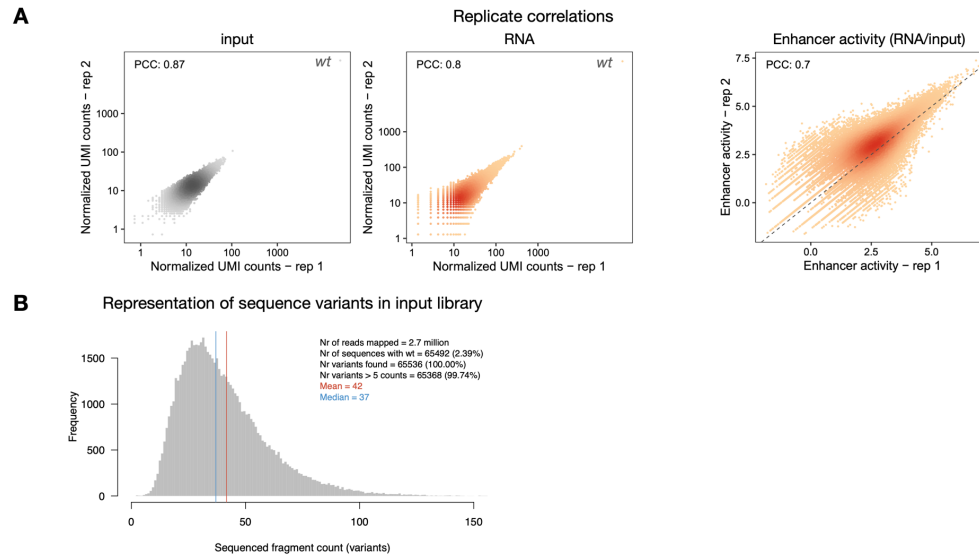 A
Replicate correlations
input
RNA
Enhancer activity (RNA/input)
PCC: 0.87
wt
PCC: 0.8
wt
PCC: 0.7
Normalized UMI counts – rep 2
1000
100
10
1
1
10
100
1000
Normalized UMI counts – rep 1
Normalized UMI counts – rep 2
1000
100
10
1
1
10
100
1000
Normalized UMI counts – rep 1
Enhancer activity – rep 2
7.5
5.0
2.5
0.0
0.0
2.5
5.0
Enhancer activity – rep 1
B
Representation of sequence variants in input library
Nr of reads mapped = 2.7 million
Nr of sequences with wt = 65492 (2.39%)
Nr variants found = 65536 (100.00%)
Nr variants > 5 counts = 65368 (99.74%)
Mean = 42
Median = 37
Frequency
1500
1000
500
0
0
50
100
150
Sequenced fragment count (variants)